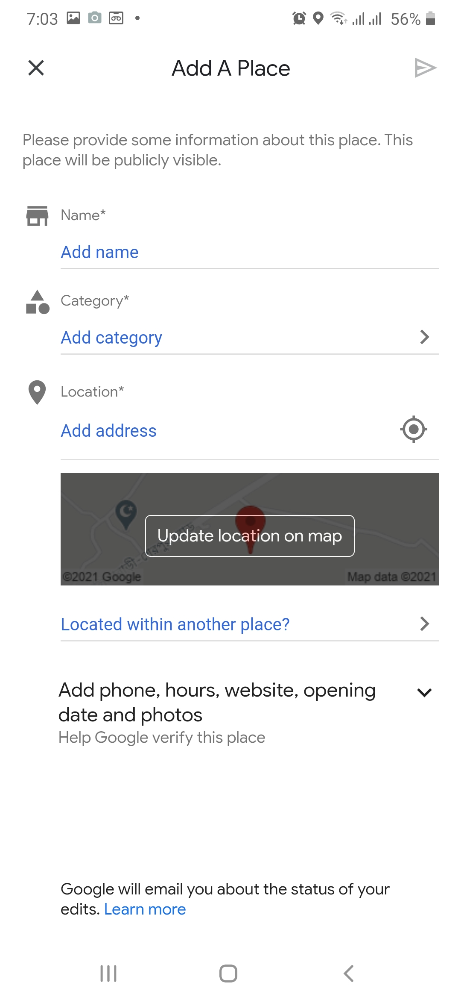 7:03
56%
Add A Place
Please provide some information about this place. This
place will be publicly visible.
Name*
Add name
Category*
Add category
Location*
Add address
Update location on map
©2021 Google
Map data ©2021
Located within another place?
Add phone, hours, website, opening
date and photos
Help Google verify this place
Google will email you about the status of your
edits. Learn more